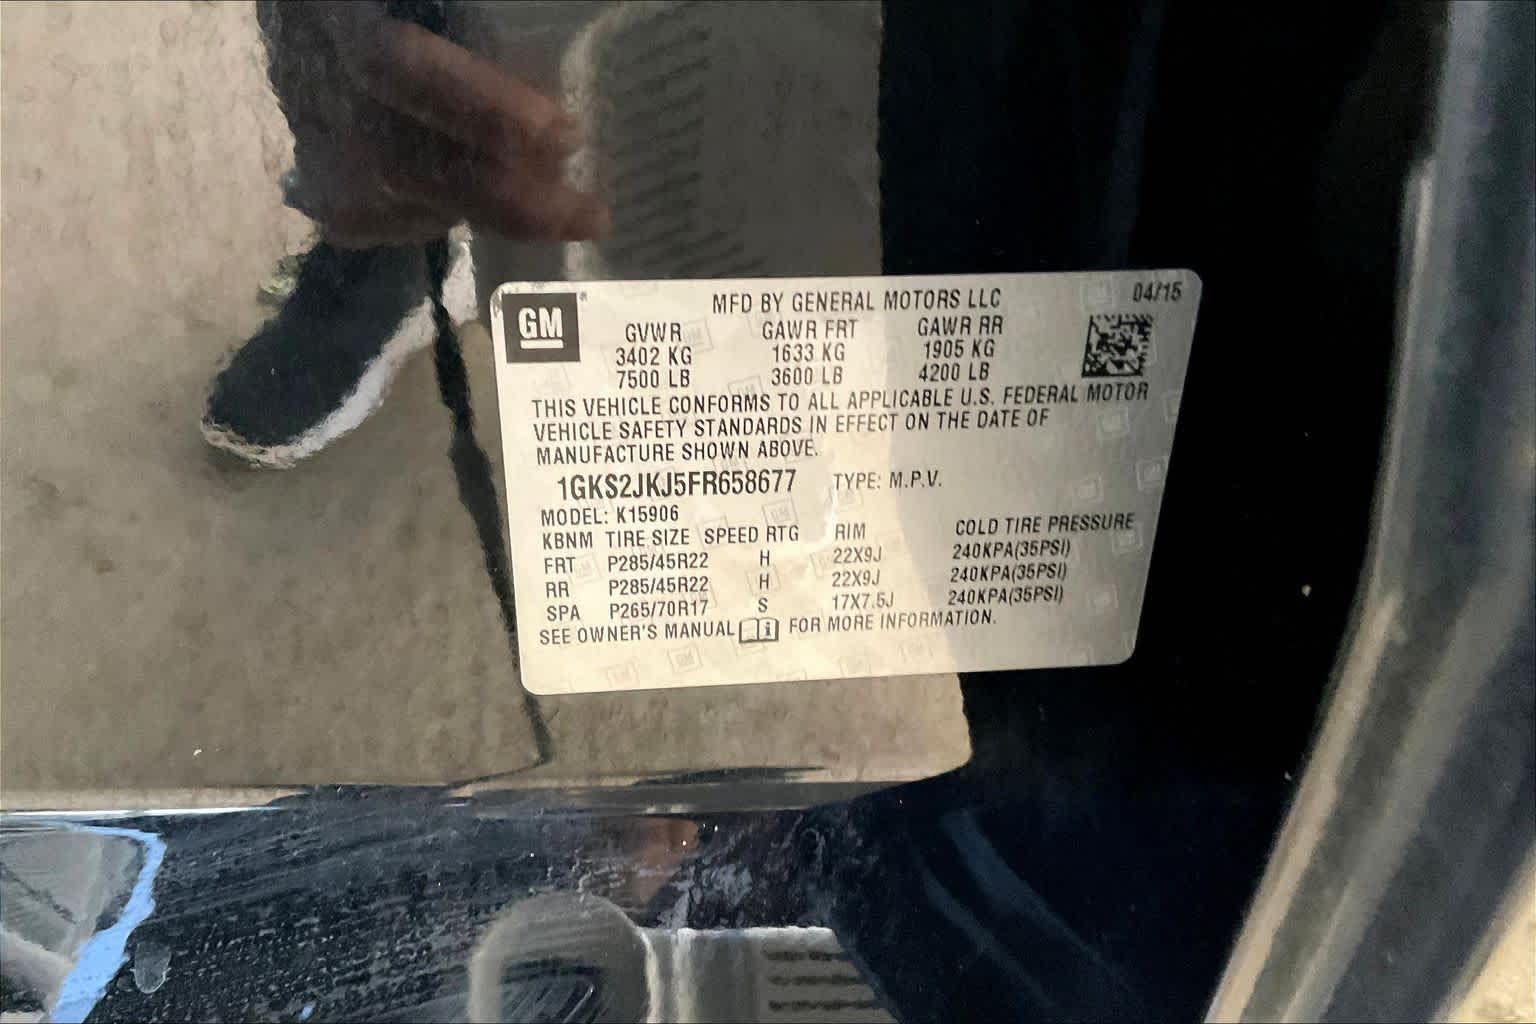 GM
MFD BY GENERAL MOTORS LLC 04/15
GVWR GAWR FRT GAWR RR
3402 KG 1633 KG 1905 KG
7500 LB 3600 LB 4200 LB
THIS VEHICLE CONFORMS TO ALL APPLICABLE U.S. FEDERAL MOTOR
VEHICLE SAFETY STANDARDS IN EFFECT ON THE DATE OF
MANUFACTURE SHOWN ABOVE.
1GKS2JKJ5FR658677 TYPE: M.P.V.
MODEL: K15906
KBNM TIRE SIZE SPEED RTG RIM COLD TIRE PRESSURE
FRT P285/45R22 H 22X9J 240KPA(35PSI)
RR P285/45R22 H 22X9J 240KPA(35PSI)
SPA P265/70R17 S 17X7.5J 240KPA(35PSI)
SEE OWNER'S MANUAL FOR MORE INFORMATION.